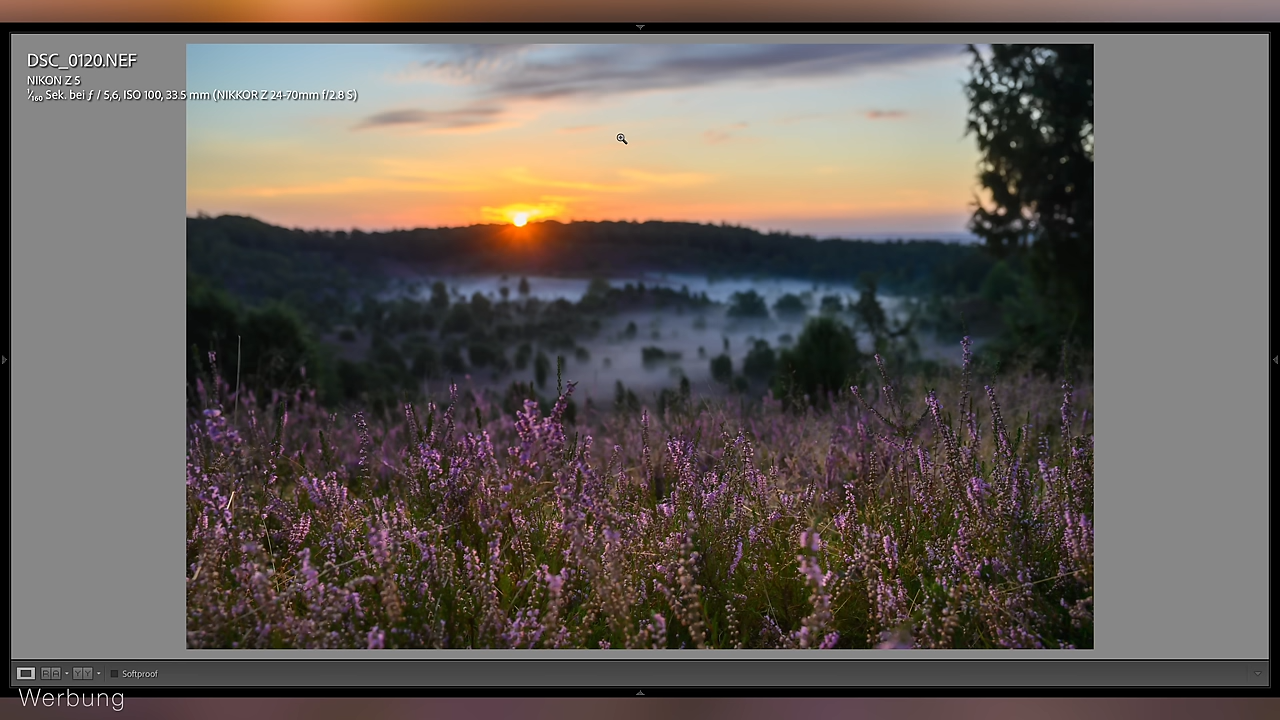 DSC_0120.NEF
NIKON Z 5
1/160 Sek. bei ƒ / 5,6, ISO 100, 33.5 mm (NIKKOR Z 24-70mm f/2.8 S)
Softproof
Werbung